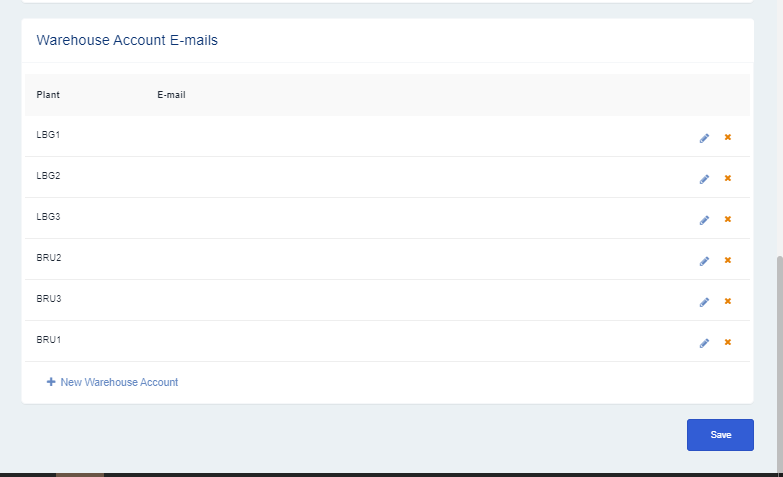 Warehouse Account E-mails
Plant E-mail
LBG1
LBG2
LBG3
BRU2
BRU3
BRU1
New Warehouse Account
Save